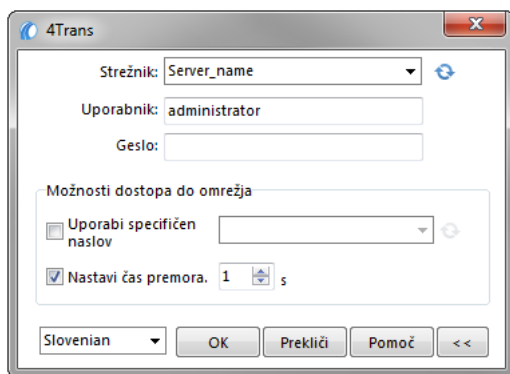 4Trans
Strežnik: Server_name
Uporabnik: administrator
Geslo:
Možnosti dostopa do omrežja
Uporabi specifičen
naslov
Nastavi čas premora. 1 s
Slovenian OK Prekliči Pomoč <<